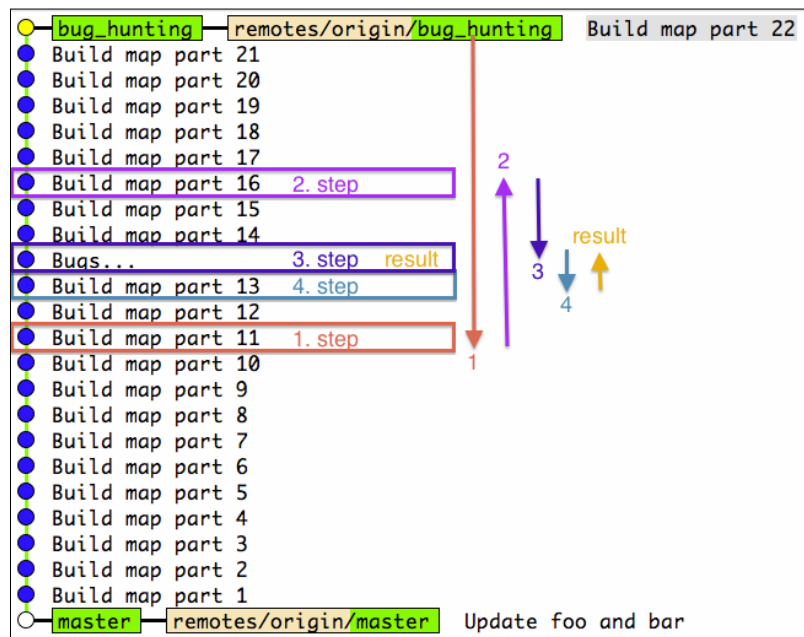 bug_hunting remotes/origin/bug_hunting Build map part 22
Build map part 21
Build map part 20
Build map part 19
Build map part 18
Build map part 17
2
Build map part 16 2. step
Build map part 15
Build map part 14
result
Bugs... 3. step result
3
Build map part 13 4. step
4
Build map part 12
Build map part 11 1. step
Build map part 10
1
Build map part 9
Build map part 8
Build map part 7
Build map part 6
Build map part 5
Build map part 4
Build map part 3
Build map part 2
Build map part 1
master remotes/origin/master Update foo and bar